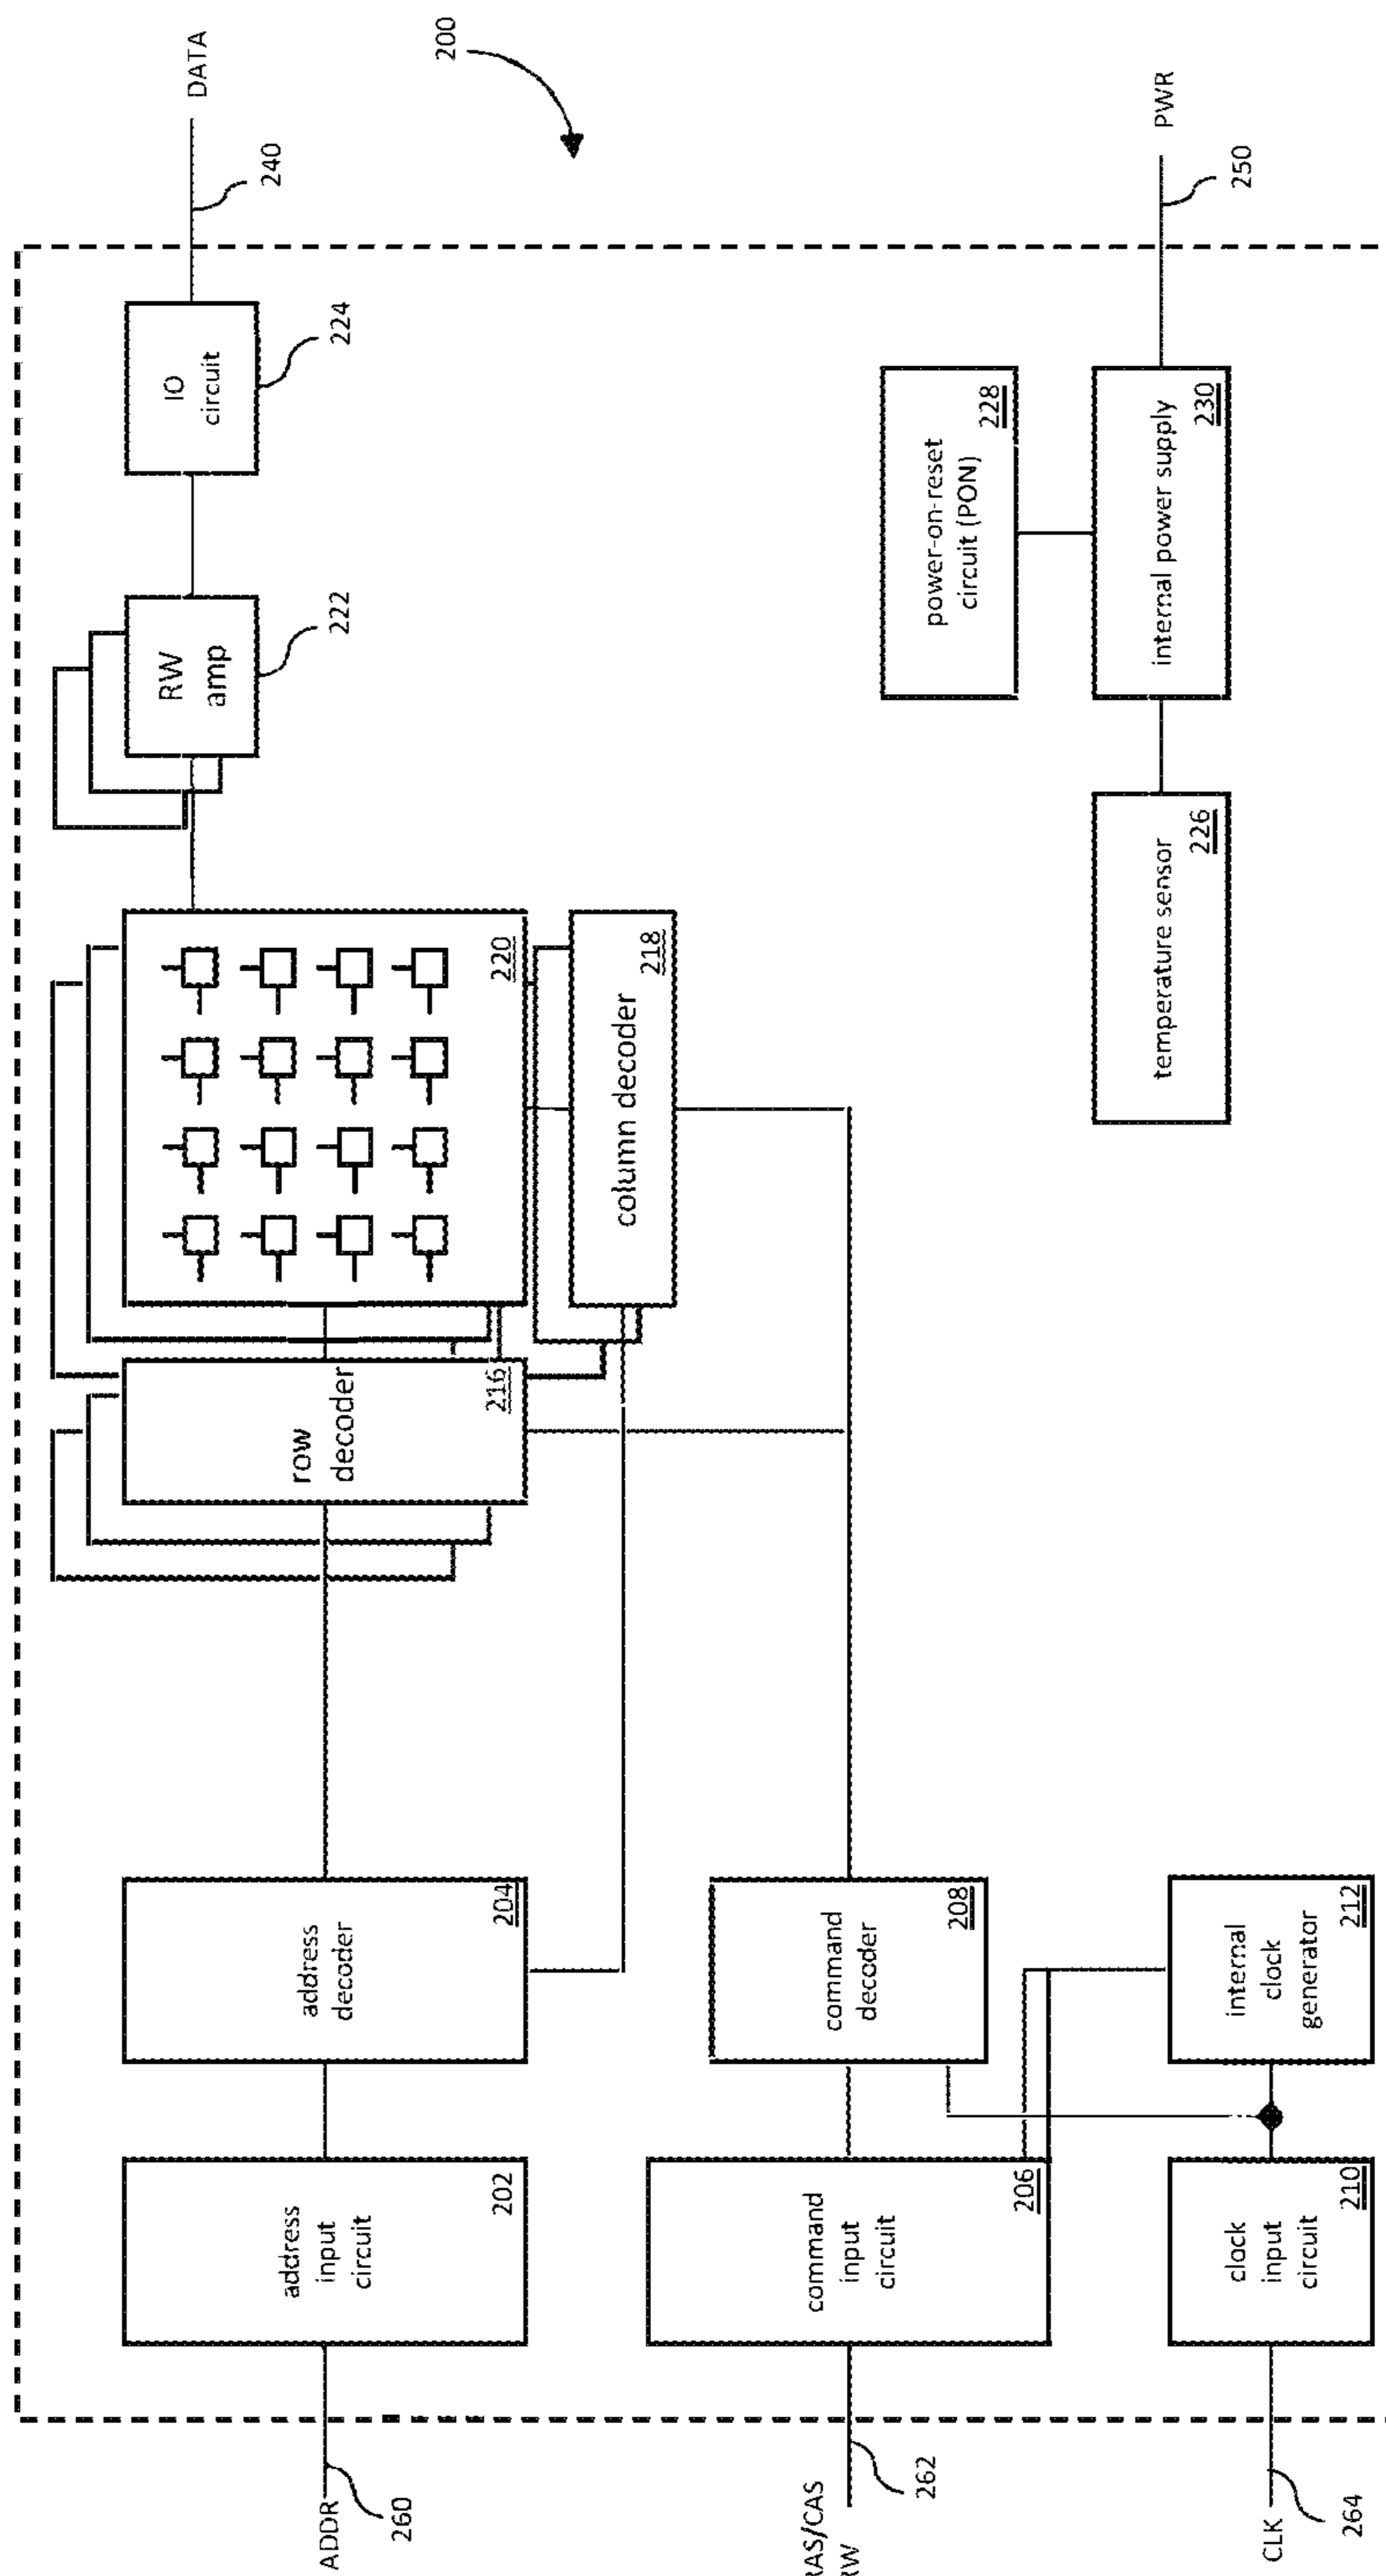 ADDR
260
address
input
circuit
202
address
decoder
204
row
decoder
216
220
column decoder
218
RW
amp
222
IO
circuit
224
DATA
240
200
RAS/CAS
RW
262
command
input
circuit
206
command
decoder
208
CLK
264
clock
input
circuit
210
internal
clock
generator
212
temperature sensor
226
power-on-reset
circuit (PON)
228
internal power supply
230
PWR
250